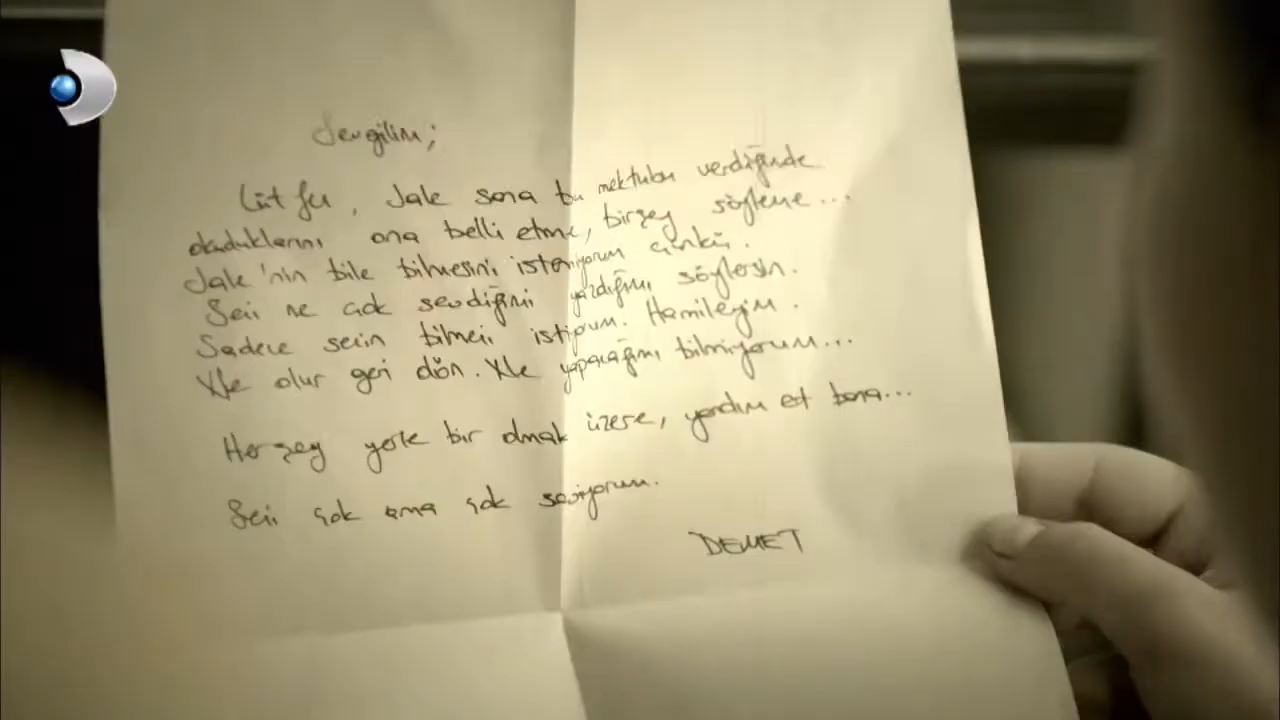 Sevgilim;
Lütfen, Jale sana bu mektubu verdiğinde
okuduklarını ona belli etme, birşey söyleme...
Jale'nin bile bilmesini istemiyorum çünkü.
Seni ne çok sevdiğimi yazdığımı söylersin.
Sadece senin bilmeni istiyorum. Hamileyim.
Ne olur geri dön. Ne yapacağımı bilmiyorum...
Herşey yerle bir olmak üzere, yardım et bana...
Seni çok ama çok seviyorum.
DEMET